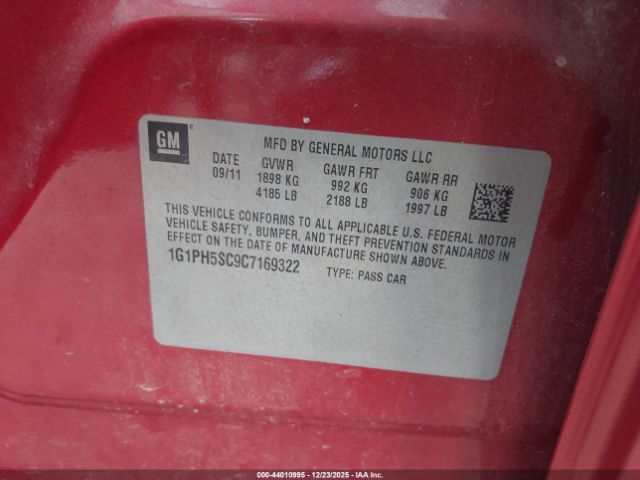 GM
MFD BY GENERAL MOTORS LLC
DATE GVWR GAWR FRT GAWR RR
09/11 1898 KG 992 KG 906 KG
4185 LB 2188 LB 1997 LB
THIS VEHICLE CONFORMS TO ALL APPLICABLE U.S. FEDERAL MOTOR
VEHICLE SAFETY, BUMPER, AND THEFT PREVENTION STANDARDS IN
EFFECT ON THE DATE OF MANUFACTURE SHOWN ABOVE.
1G1PH5SC9C7169322 TYPE: PASS CAR
000-44010995 - 12/23/2025 - IAADATA.COM